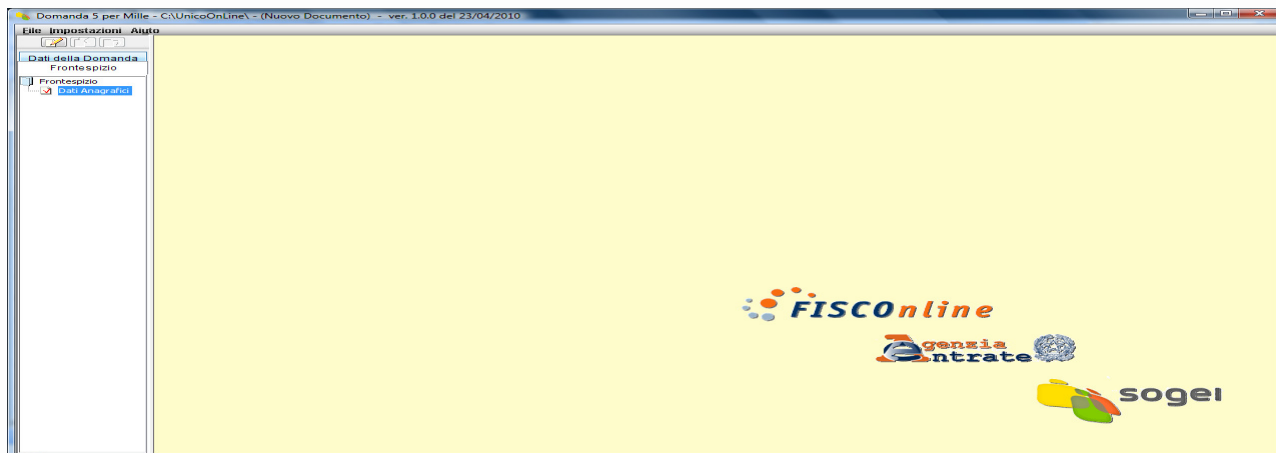 Domanda 5 per Mille - C:\UnicoOnLine\ - (Nuovo Documento) - ver. 1.0.0 del 23/04/2010
File Impostazioni Aiuto
Dati della Domanda
Frontespizio
Frontespizio
Dati Anagrafici
FISCOnline
Agenzia
Entrate
sogei